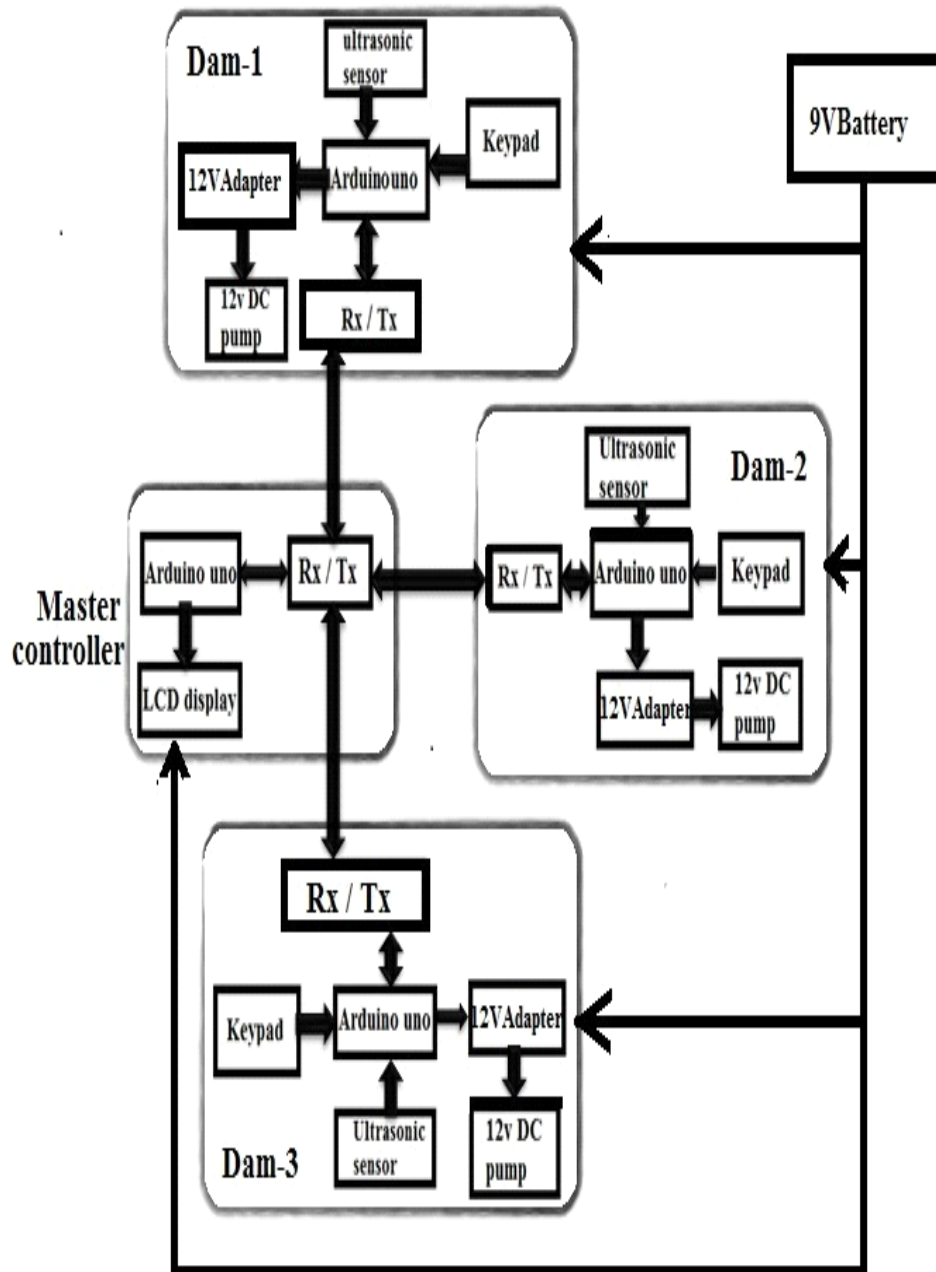 Dam-1
ultrasonic
sensor
Keypad
12VAdapter
Arduinouno
12v DC
pump
Rx / Tx
9VBattery
Dam-2
Ultrasonic
sensor
Rx / Tx
Arduino uno
Keypad
12VAdapter
12v DC
pump
Master
controller
Arduino uno
Rx / Tx
LCD display
Rx / Tx
Keypad
Arduino uno
12VAdapter
Ultrasonic
sensor
12v DC
pump
Dam-3